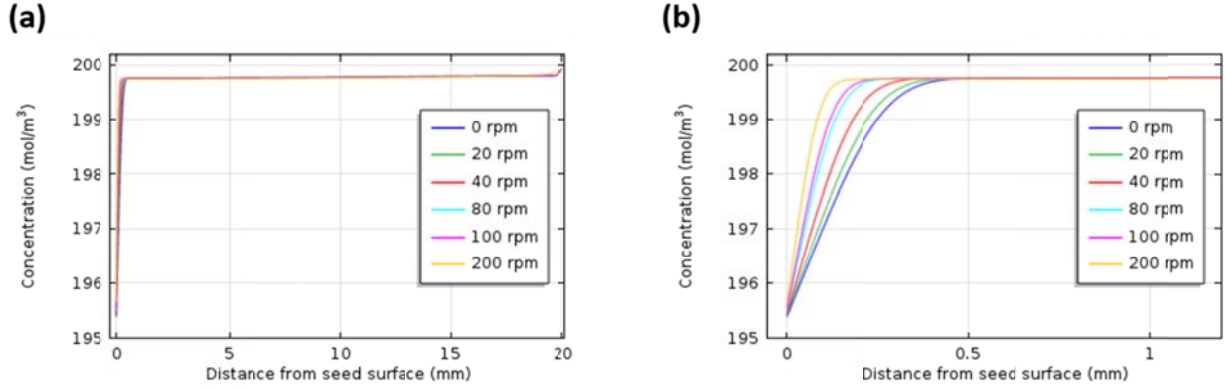 (a)
200
199
198
197
196
195
Concentration (mol/m³)
0 rpm
20 rpm
40 rpm
80 rpm
100 rpm
200 rpm
0 5 10 15 20
Distance from seed surface (mm)
(b)
200
199
198
197
196
195
Concentration (mol/m³)
0 rpm
20 rpm
40 rpm
80 rpm
100 rpm
200 rpm
0 0.5 1
Distance from seed surface (mm)